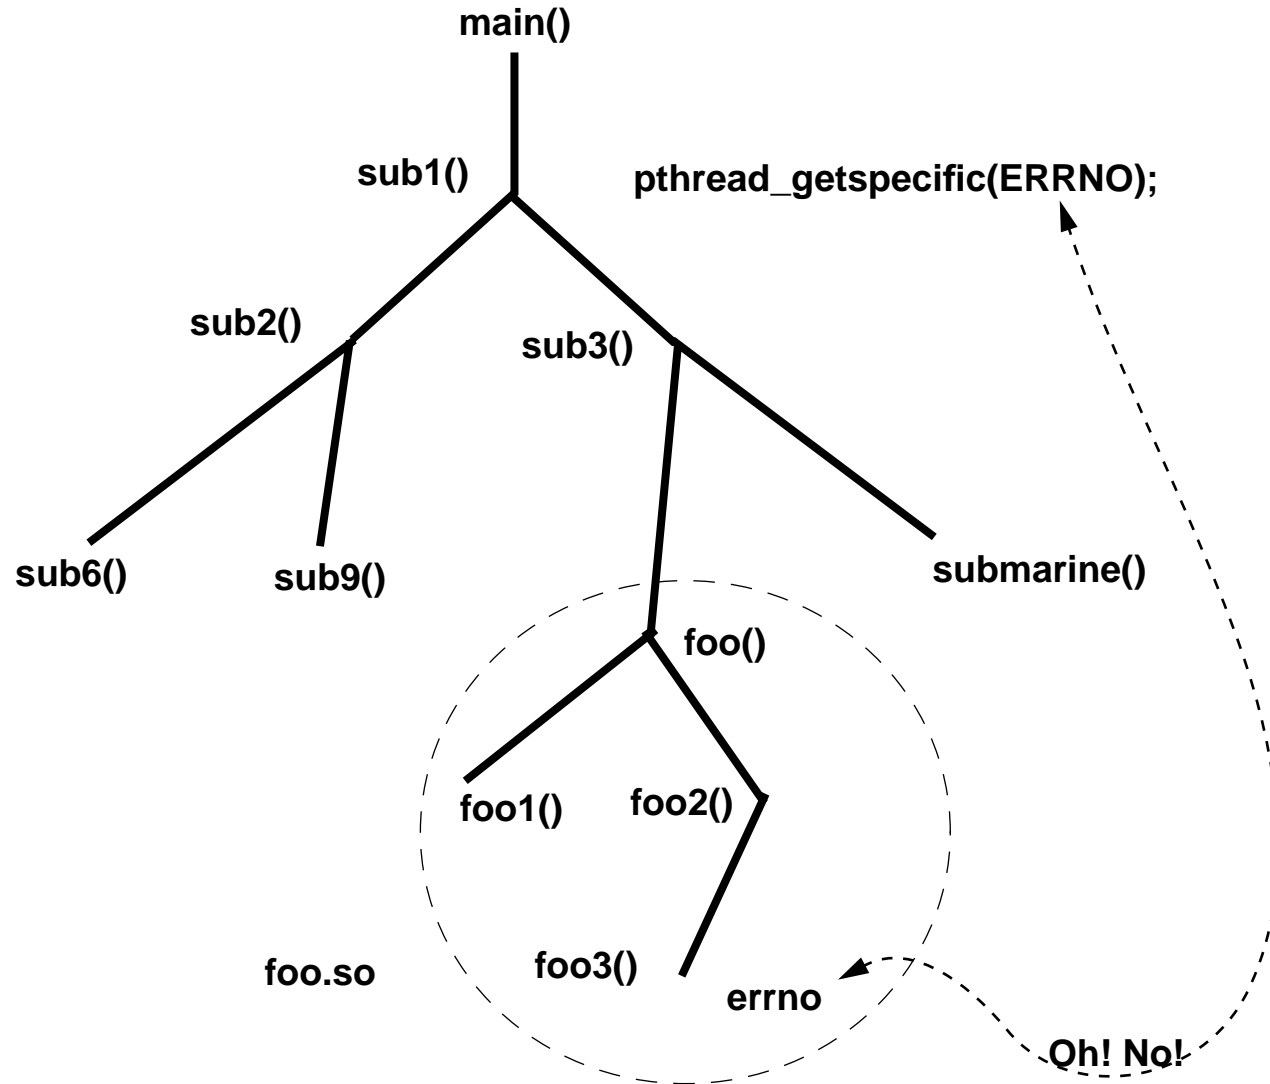 main()
sub1()
pthread_getspecific(ERRNO);
sub2()
sub3()
sub6()
sub9()
submarine()
foo()
foo1()
foo2()
foo3()
foo.so
errno
Oh! No!